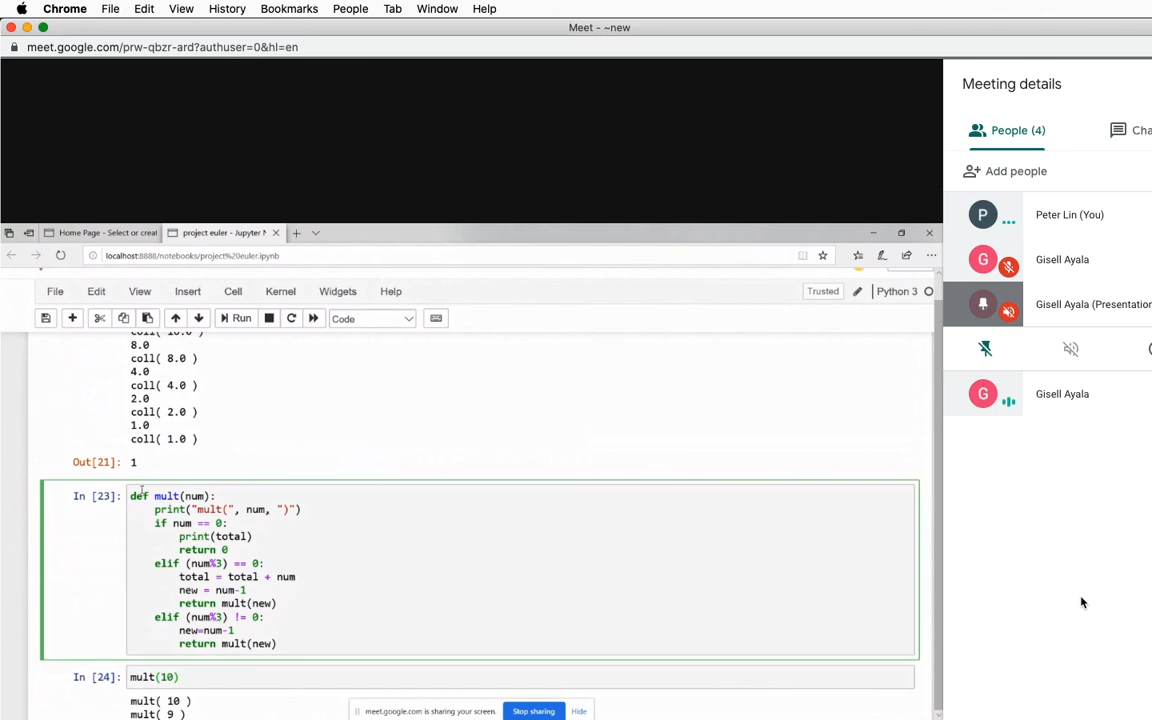 Chrome File Edit View History Bookmarks People Tab Window Help
Meet - ~new
meet.google.com/prw-qbzr-ard?authuser=0&hl=en
Meeting details
People (4)
Cha
Add people
P Peter Lin (You)
G Gisell Ayala
Gisell Ayala (Presentation
G Gisell Ayala
Home Page - Select or creat
project euler - Jupyter N
localhost:8888/notebooks/project%20euler.ipynb
File Edit View Insert Cell Kernel Widgets Help
Trusted Python 3
Run Code
8.0
coll( 8.0 )
4.0
coll( 4.0 )
2.0
coll( 2.0 )
1.0
coll( 1.0 )
Out[21]: 1
In [23]: def mult(num):
print("mult(", num, ")")
if num == 0:
print(total)
return 0
elif (num%3) == 0:
total = total + num
new = num-1
return mult(new)
elif (num%3) != 0:
new=num-1
return mult(new)
In [24]: mult(10)
mult( 10 )
mult( 9 )
meet.google.com is sharing your screen. Stop sharing Hide